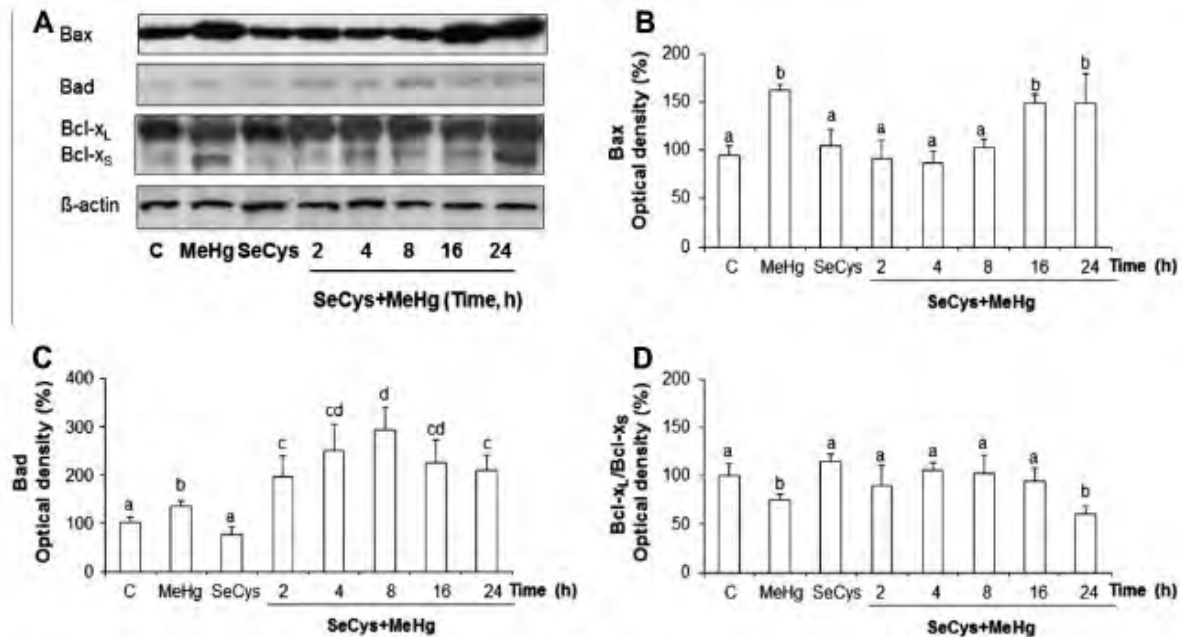 A
Bax
Bad
Bcl-xL
Bcl-xS
ß-actin
C MeHg SeCys 2 4 8 16 24
SeCys+MeHg (Time, h)
B
Bax
Optical density (%)
200
150
100
50
0
a b a a a a b b
C MeHg SeCys 2 4 8 16 24 Time (h)
SeCys+MeHg
C
Bad
Optical density (%)
400
300
200
100
0
a b a c cd d cd c
C MeHg SeCys 2 4 8 16 24 Time (h)
SeCys+MeHg
D
Bcl-xL/Bcl-xS
Optical density (%)
200
150
100
50
0
a b a a a a a b
C MeHg SeCys 2 4 8 16 24 Time (h)
SeCys+MeHg